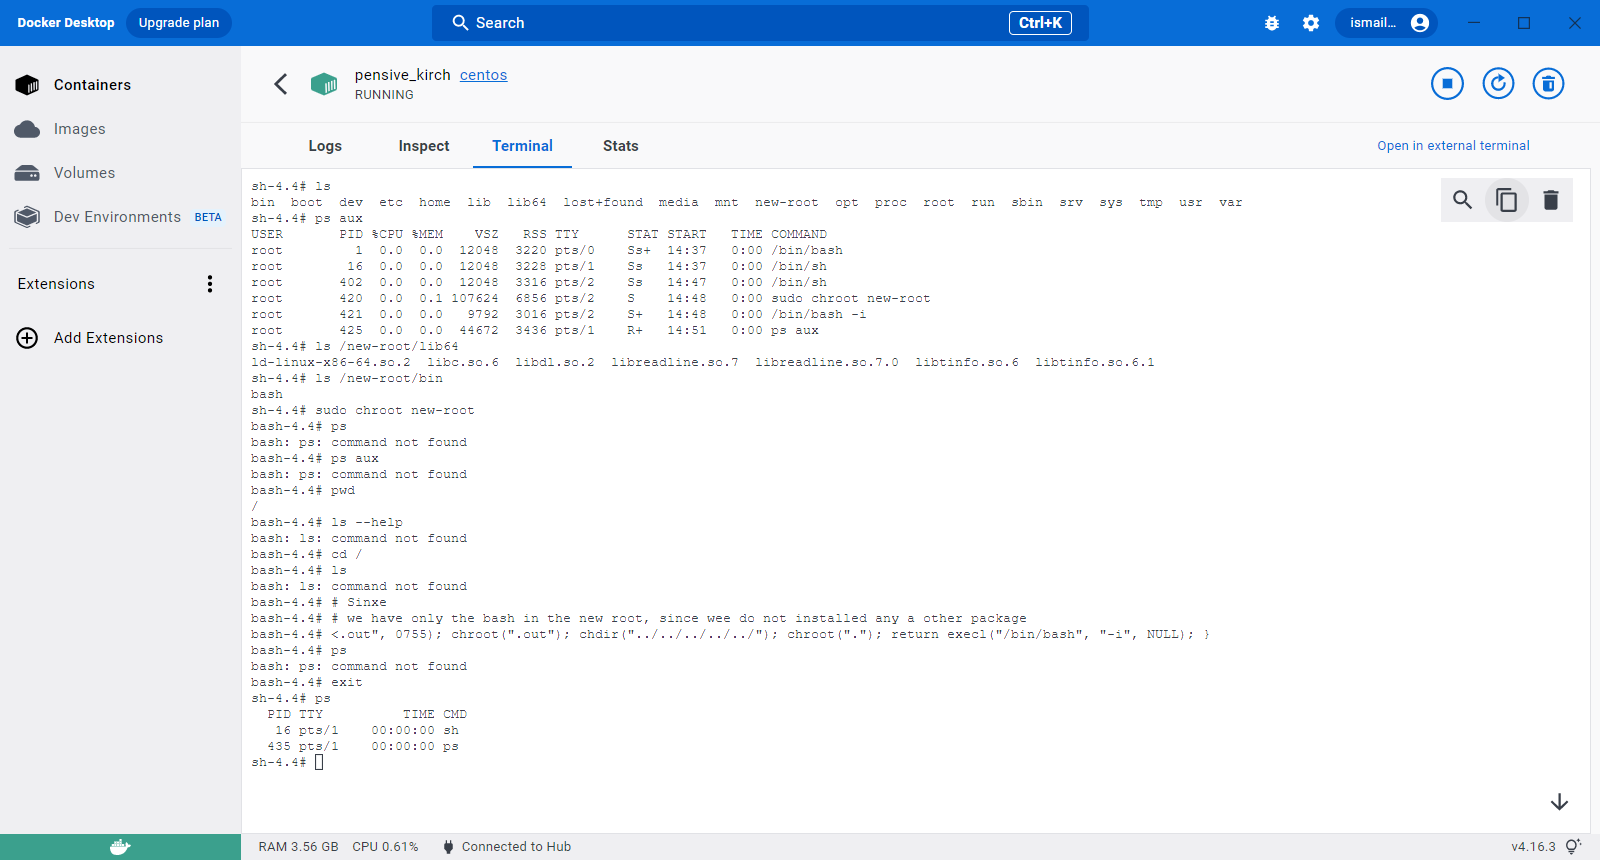 Docker Desktop Upgrade plan Search Ctrl+K ismail...
Containers
Images
Volumes
Dev Environments BETA
Extensions
Add Extensions
pensive_kirch centos
RUNNING
Logs Inspect Terminal Stats Open in external terminal
sh-4.4# ls
bin  boot  dev  etc  home  lib  lib64  lost+found  media  mnt  new-root  opt  proc  root  run  sbin  srv  sys  tmp  usr  var
sh-4.4# ps aux
USER       PID %CPU %MEM    VSZ   RSS TTY      STAT START   TIME COMMAND
root         1  0.0  0.0  12048  3220 pts/0    Ss+  14:37   0:00 /bin/bash
root        16  0.0  0.0  12048  3228 pts/1    Ss   14:37   0:00 /bin/sh
root       402  0.0  0.0  12048  3316 pts/2    Ss   14:47   0:00 /bin/sh
root       420  0.0  0.1 107624  6856 pts/2    S    14:48   0:00 sudo chroot new-root
root       421  0.0  0.0   9792  3016 pts/2    S+   14:48   0:00 /bin/bash -i
root       425  0.0  0.0  44672  3436 pts/1    R+   14:51   0:00 ps aux
sh-4.4# ls /new-root/lib64
ld-linux-x86-64.so.2  libc.so.6  libdl.so.2  libreadline.so.7  libreadline.so.7.0  libtinfo.so.6  libtinfo.so.6.1
sh-4.4# ls /new-root/bin
bash
sh-4.4# sudo chroot new-root
bash-4.4# ps
bash: ps: command not found
bash-4.4# ps aux
bash: ps: command not found
bash-4.4# pwd
/
bash-4.4# ls --help
bash: ls: command not found
bash-4.4# cd /
bash-4.4# ls
bash: ls: command not found
bash-4.4# # Sinxe
bash-4.4# # we have only the bash in the new root, since wee do not installed any a other package
bash-4.4# <.out", 0755); chroot(".out"); chdir("../../../../../"); chroot("."); return execl("/bin/bash", "-i", NULL); }
bash-4.4# ps
bash: ps: command not found
bash-4.4# exit
sh-4.4# ps
  PID TTY          TIME CMD
   16 pts/1    00:00:00 sh
  435 pts/1    00:00:00 ps
sh-4.4#
RAM 3.56 GB CPU 0.61% Connected to Hub v4.16.3